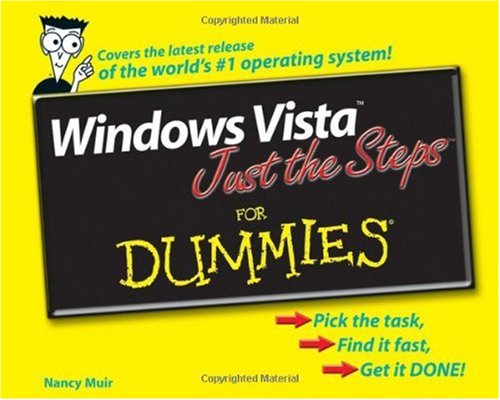 Copyrighted Material
Covers the latest release
of the world's #1 operating system!
Windows Vista™
Just the Steps™
FOR
DUMMIES®
Pick the task,
Find it fast,
Get it DONE!
Nancy Muir
Copyrighted Material